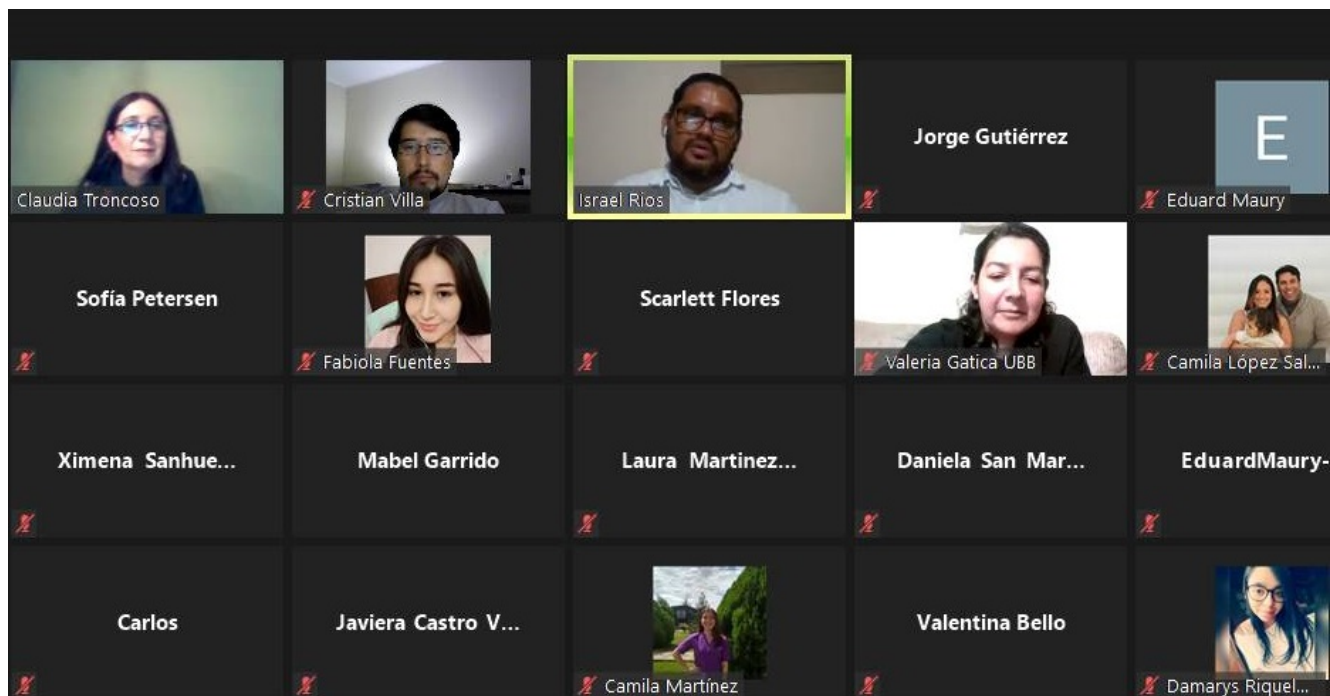 Claudia Troncoso
Cristian Villa
Israel Rios
Jorge Gutiérrez
E
Eduard Maury
Sofía Petersen
Fabiola Fuentes
Scarlett Flores
Valeria Gatica UBB
Camila López Sal...
Ximena Sanhue...
Mabel Garrido
Laura Martinez...
Daniela San Mar...
EduardMaury-
Carlos
Javiera Castro V...
Camila Martínez
Valentina Bello
Damarys Riquel...